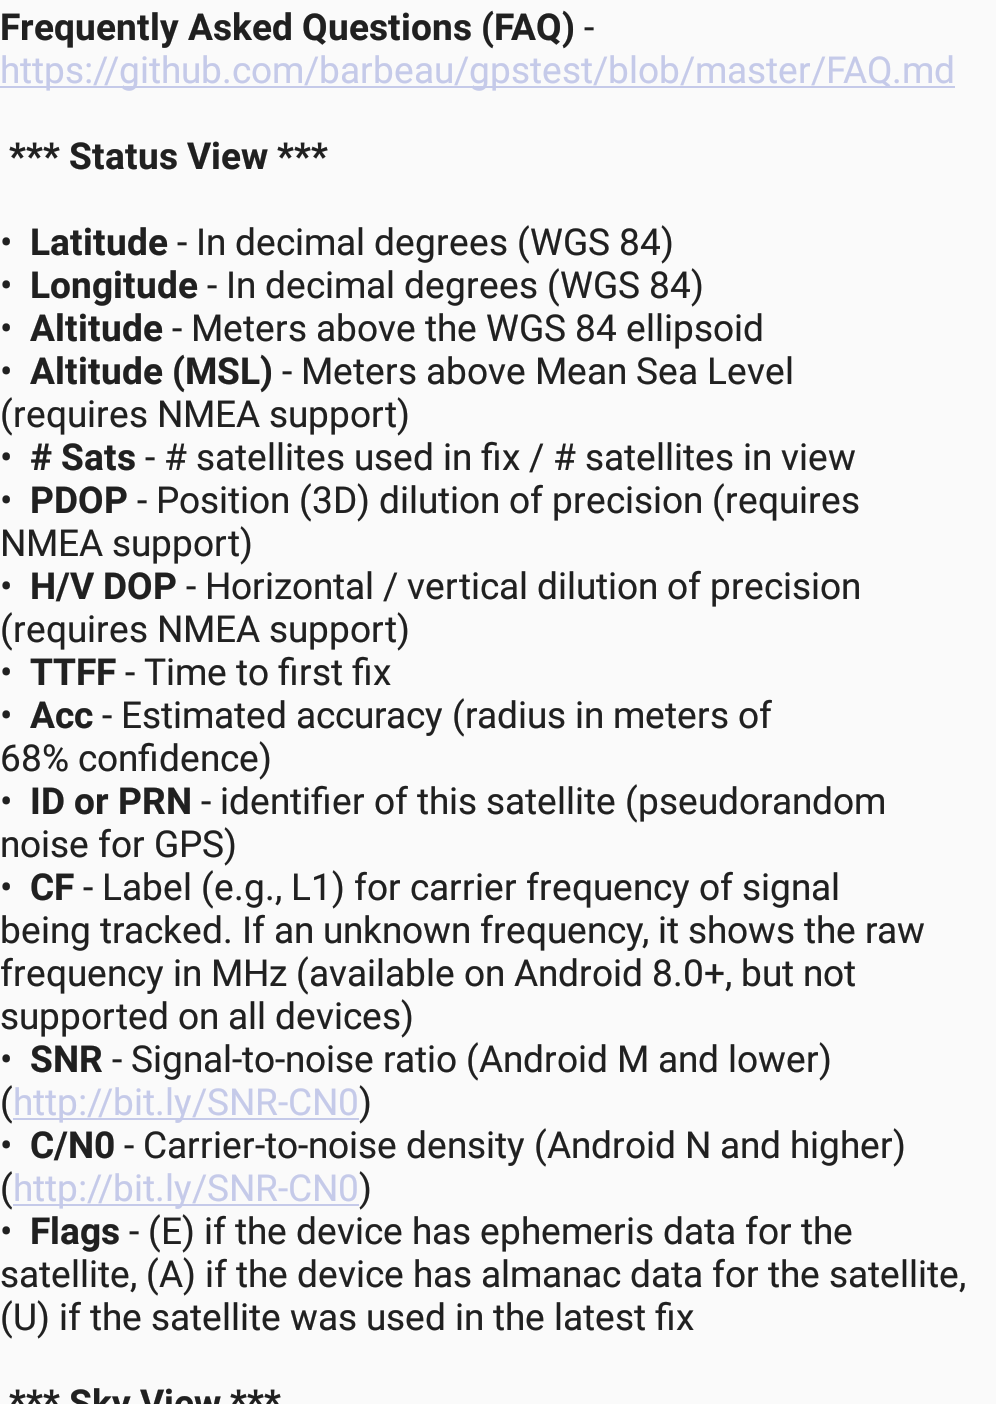 Frequently Asked Questions (FAQ) -
https://github.com/barbeau/gpstest/blob/master/FAQ.md
*** Status View ***
• Latitude - In decimal degrees (WGS 84)
• Longitude - In decimal degrees (WGS 84)
• Altitude - Meters above the WGS 84 ellipsoid
• Altitude (MSL) - Meters above Mean Sea Level
(requires NMEA support)
• # Sats - # satellites used in fix / # satellites in view
• PDOP - Position (3D) dilution of precision (requires
NMEA support)
• H/V DOP - Horizontal / vertical dilution of precision
(requires NMEA support)
• TTFF - Time to first fix
• Acc - Estimated accuracy (radius in meters of
68% confidence)
• ID or PRN - identifier of this satellite (pseudorandom
noise for GPS)
• CF - Label (e.g., L1) for carrier frequency of signal
being tracked. If an unknown frequency, it shows the raw
frequency in MHz (available on Android 8.0+, but not
supported on all devices)
• SNR - Signal-to-noise ratio (Android M and lower)
(http://bit.ly/SNR-CN0)
• C/N0 - Carrier-to-noise density (Android N and higher)
(http://bit.ly/SNR-CN0)
• Flags - (E) if the device has ephemeris data for the
satellite, (A) if the device has almanac data for the satellite,
(U) if the satellite was used in the latest fix
*** Sky View ***